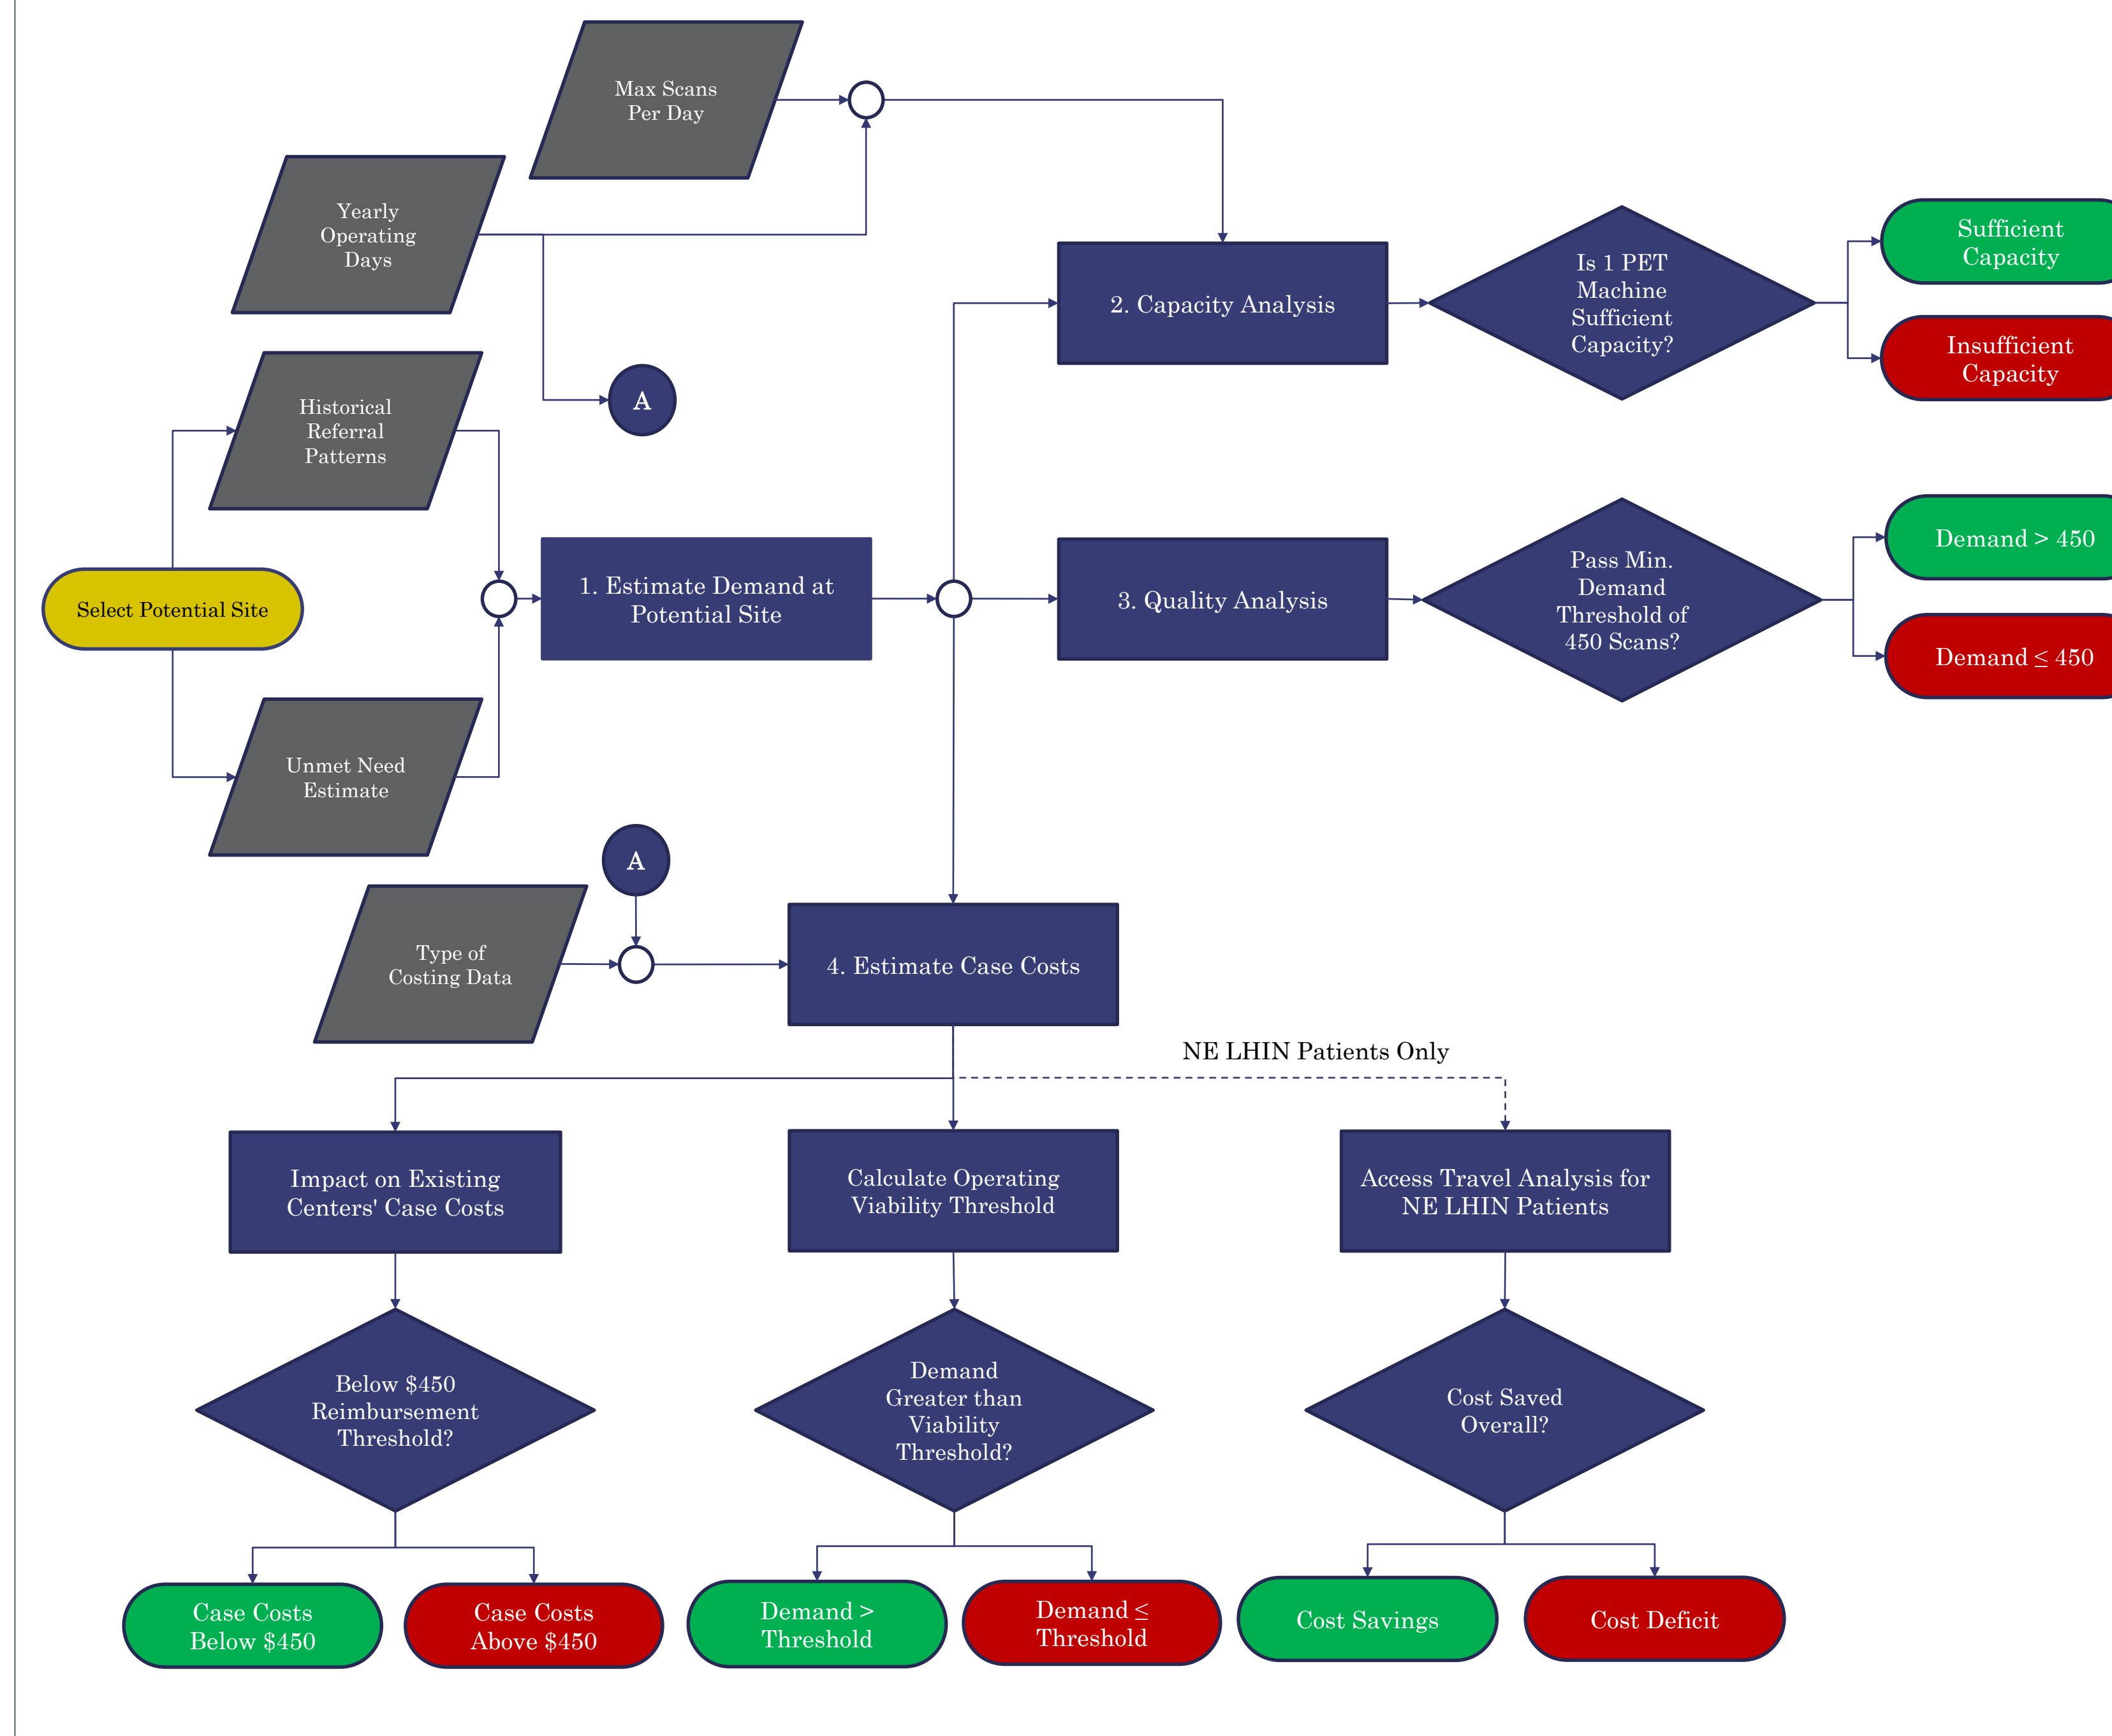 Max Scans
Per Day
Yearly
Operating
Days
Historical
Referral
Patterns
A
Select Potential Site
Unmet Need
Estimate
1. Estimate Demand at
Potential Site
2. Capacity Analysis
Is 1 PET
Machine
Sufficient
Capacity?
Sufficient
Capacity
Insufficient
Capacity
3. Quality Analysis
Pass Min.
Demand
Threshold of
450 Scans?
Demand > 450
Demand ≤ 450
A
Type of
Costing Data
4. Estimate Case Costs
NE LHIN Patients Only
Impact on Existing
Centers' Case Costs
Calculate Operating
Viability Threshold
Access Travel Analysis for
NE LHIN Patients
Below $450
Reimbursement
Threshold?
Demand
Greater than
Viability
Threshold?
Cost Saved
Overall?
Case Costs
Below $450
Case Costs
Above $450
Demand >
Threshold
Demand ≤
Threshold
Cost Savings
Cost Deficit